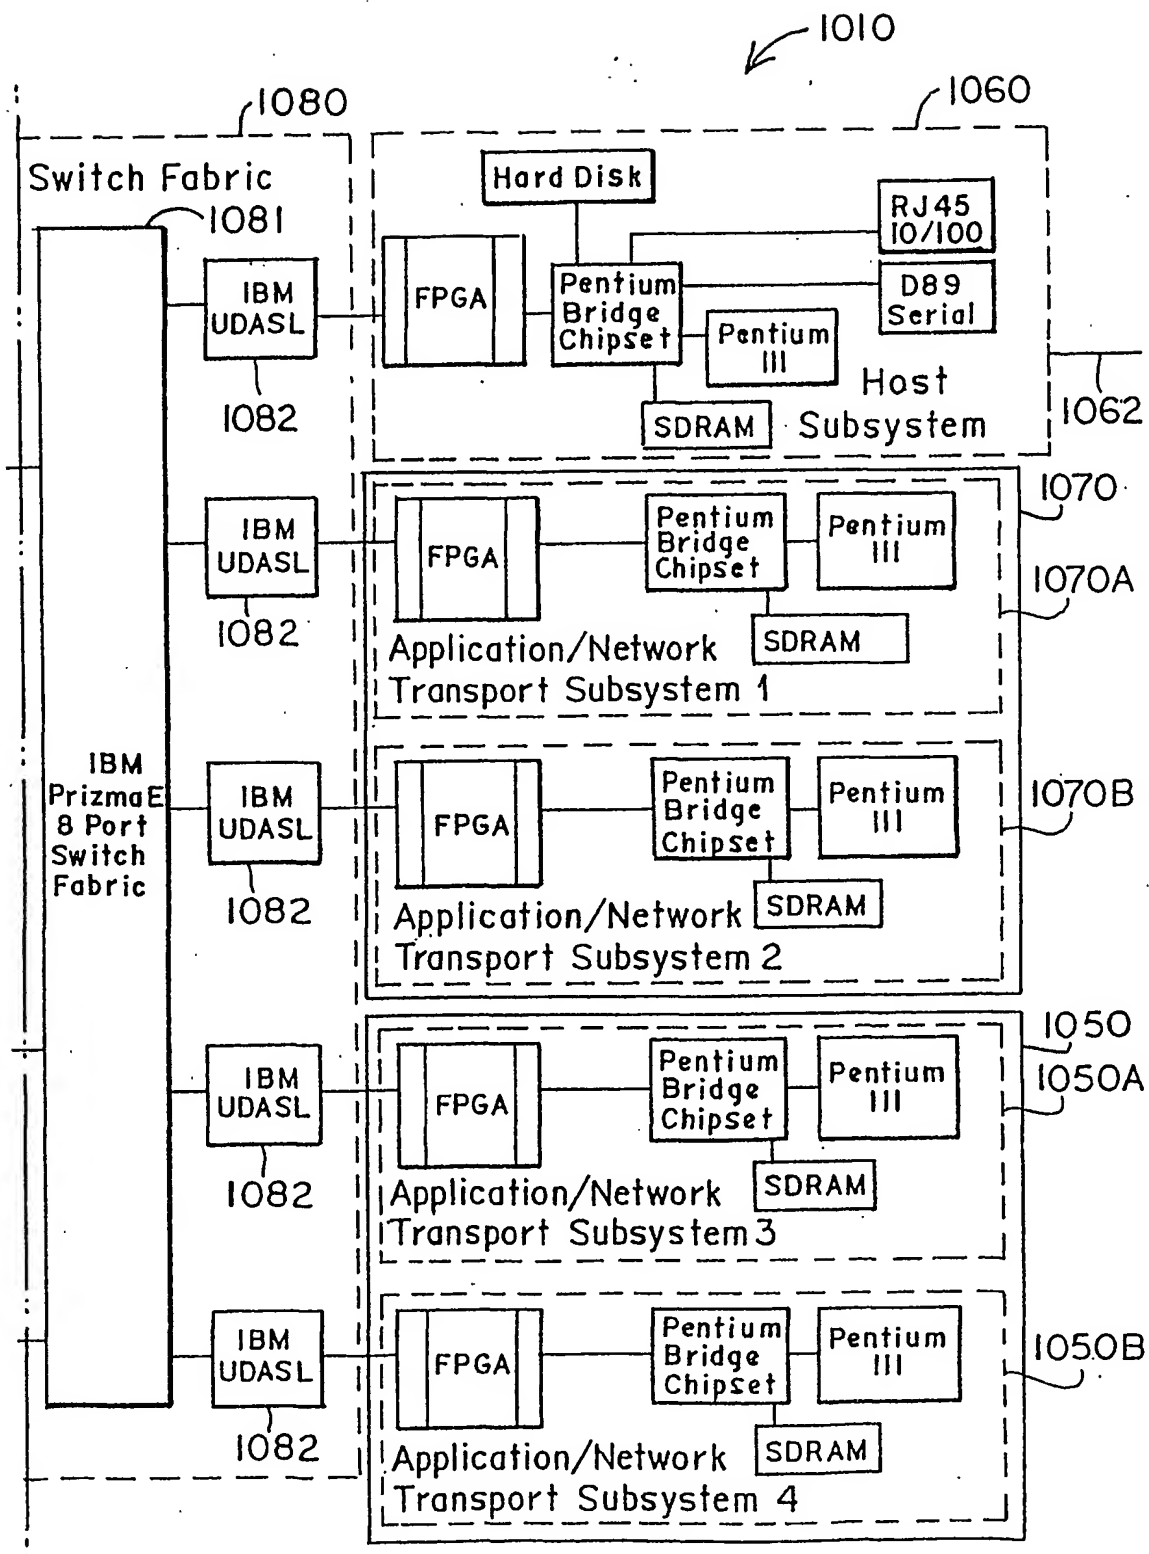 1010
1080
1060
Switch Fabric
1081
Hard Disk
RJ45
10/100
IBM
UDASL
FPGA
Pentium
Bridge
Chipset
D89
Serial
Pentium
III
1082
Host
Subsystem
1062
SDRAM
1070
IBM
UDASL
FPGA
Pentium
Bridge
Chipset
Pentium
III
1070A
1082
SDRAM
Application/Network
Transport Subsystem 1
IBM
PrizmaE
8 Port
Switch
Fabric
IBM
UDASL
FPGA
Pentium
Bridge
Chipset
Pentium
III
1070B
1082
SDRAM
Application/Network
Transport Subsystem 2
1050
IBM
UDASL
FPGA
Pentium
Bridge
Chipset
Pentium
III
1050A
1082
SDRAM
Application/Network
Transport Subsystem 3
IBM
UDASL
FPGA
Pentium
Bridge
Chipset
Pentium
III
1050B
1082
SDRAM
Application/Network
Transport Subsystem 4